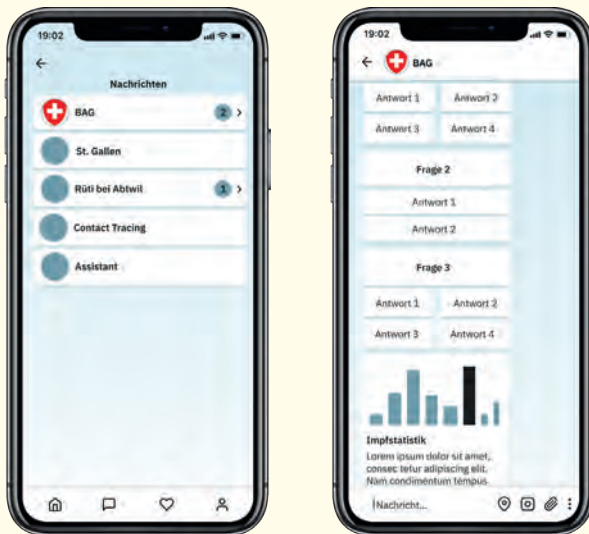 19:02
Nachrichten
BAG
2
St. Gallen
Rüti bei Abtwil
1
Contact Tracing
Assistant
19:02
BAG
Antwort 1 Antwort 2
Antwort 3 Antwort 4
Frage 2
Antwort 1
Antwort 2
Frage 3
Antwort 1 Antwort 2
Antwort 3 Antwort 4
Impfstatistik
Lorem ipsum dolor sit amet,
consec tetur adipiscing elit.
Nam condimentum tempus
Nachricht...